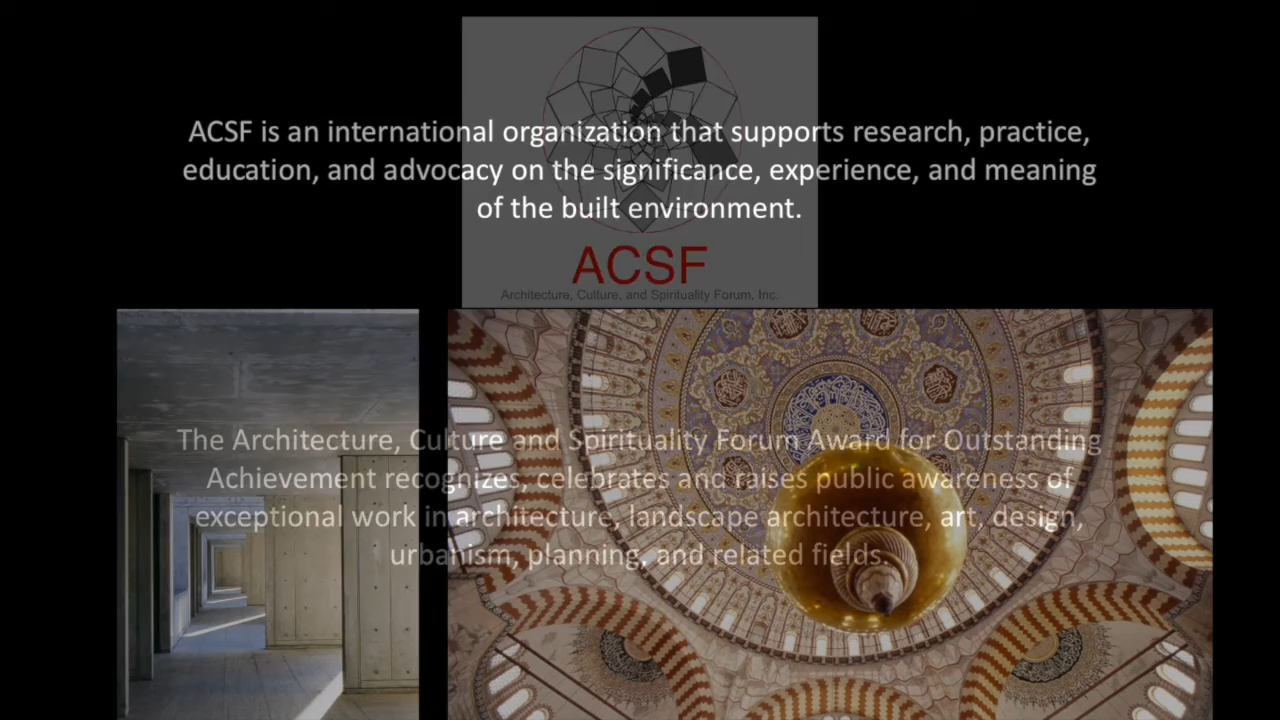 ACSF is an international organization that supports research, practice,
education, and advocacy on the significance, experience, and meaning
of the built environment.
ACSF
Architecture, Culture, and Spirituality Forum, Inc.
The Architecture, Culture and Spirituality Forum Award for Outstanding
Achievement recognizes, celebrates and raises public awareness of
exceptional work in architecture, landscape architecture, art, design,
urbanism, planning, and related fields.